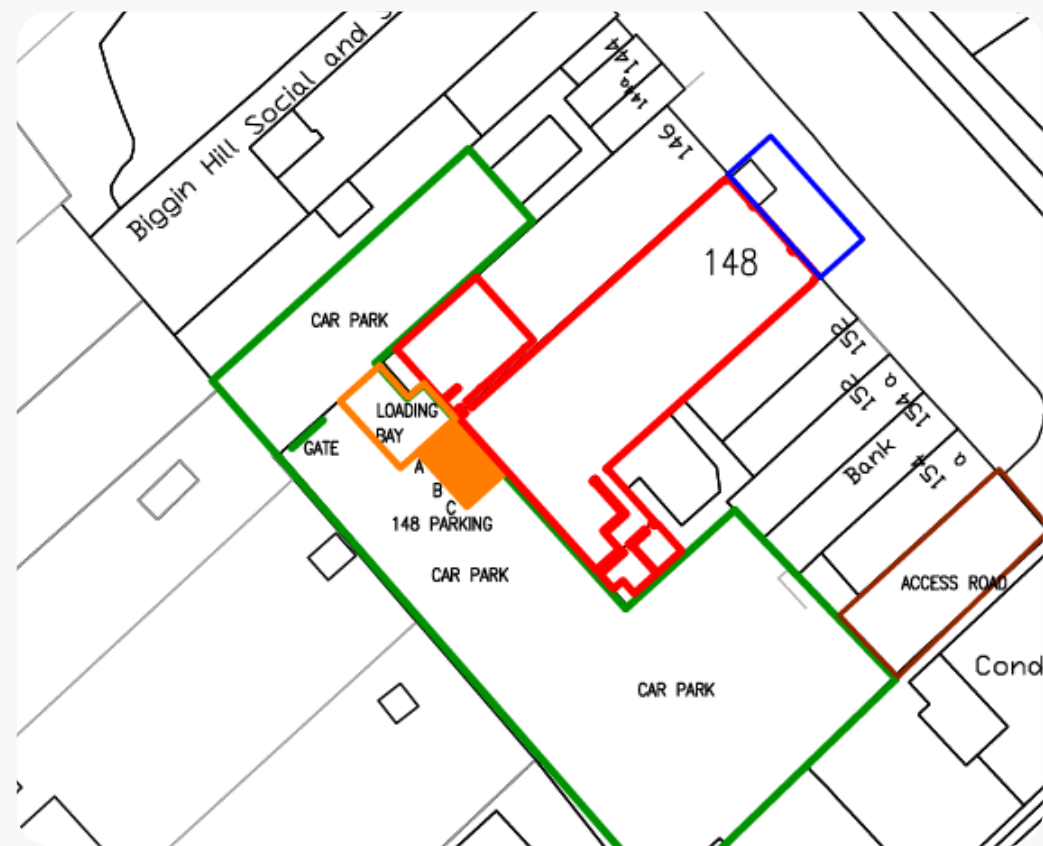 Biggin Hill Social and
144
144a
146
148
CAR PARK
152
152
154 a
Bank
154
a
LOADING
BAY
GATE
A
B
C
148 PARKING
CAR PARK
ACCESS ROAD
CAR PARK
Cond